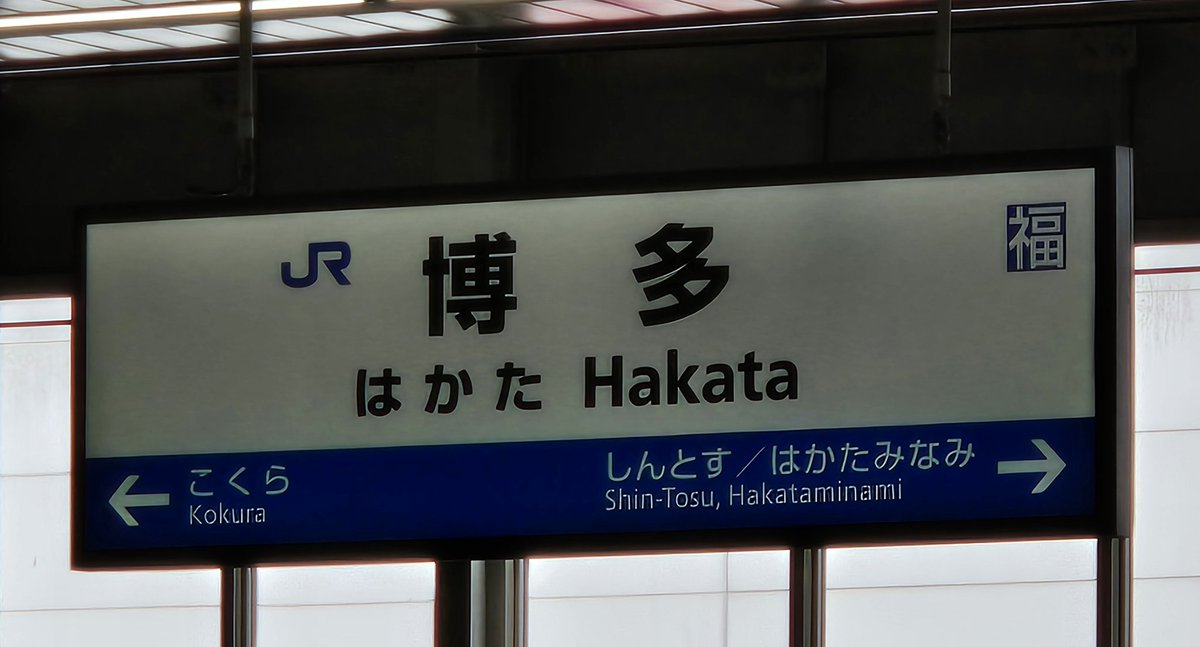 JR 博多 福
はかた Hakata
← こくら しんとす／はかたみなみ →
Kokura Shin-Tosu, Hakataminami